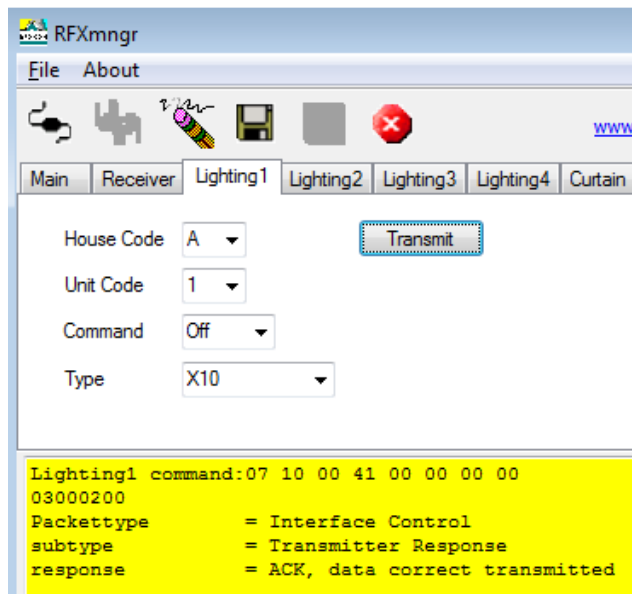 RFXmngr
File About
www
Main Receiver Lighting1 Lighting2 Lighting3 Lighting4 Curtain
House Code A Transmit
Unit Code 1
Command Off
Type X10
Lighting1 command:07 10 00 41 00 00 00 00
03000200
Packettype = Interface Control
subtype = Transmitter Response
response = ACK, data correct transmitted